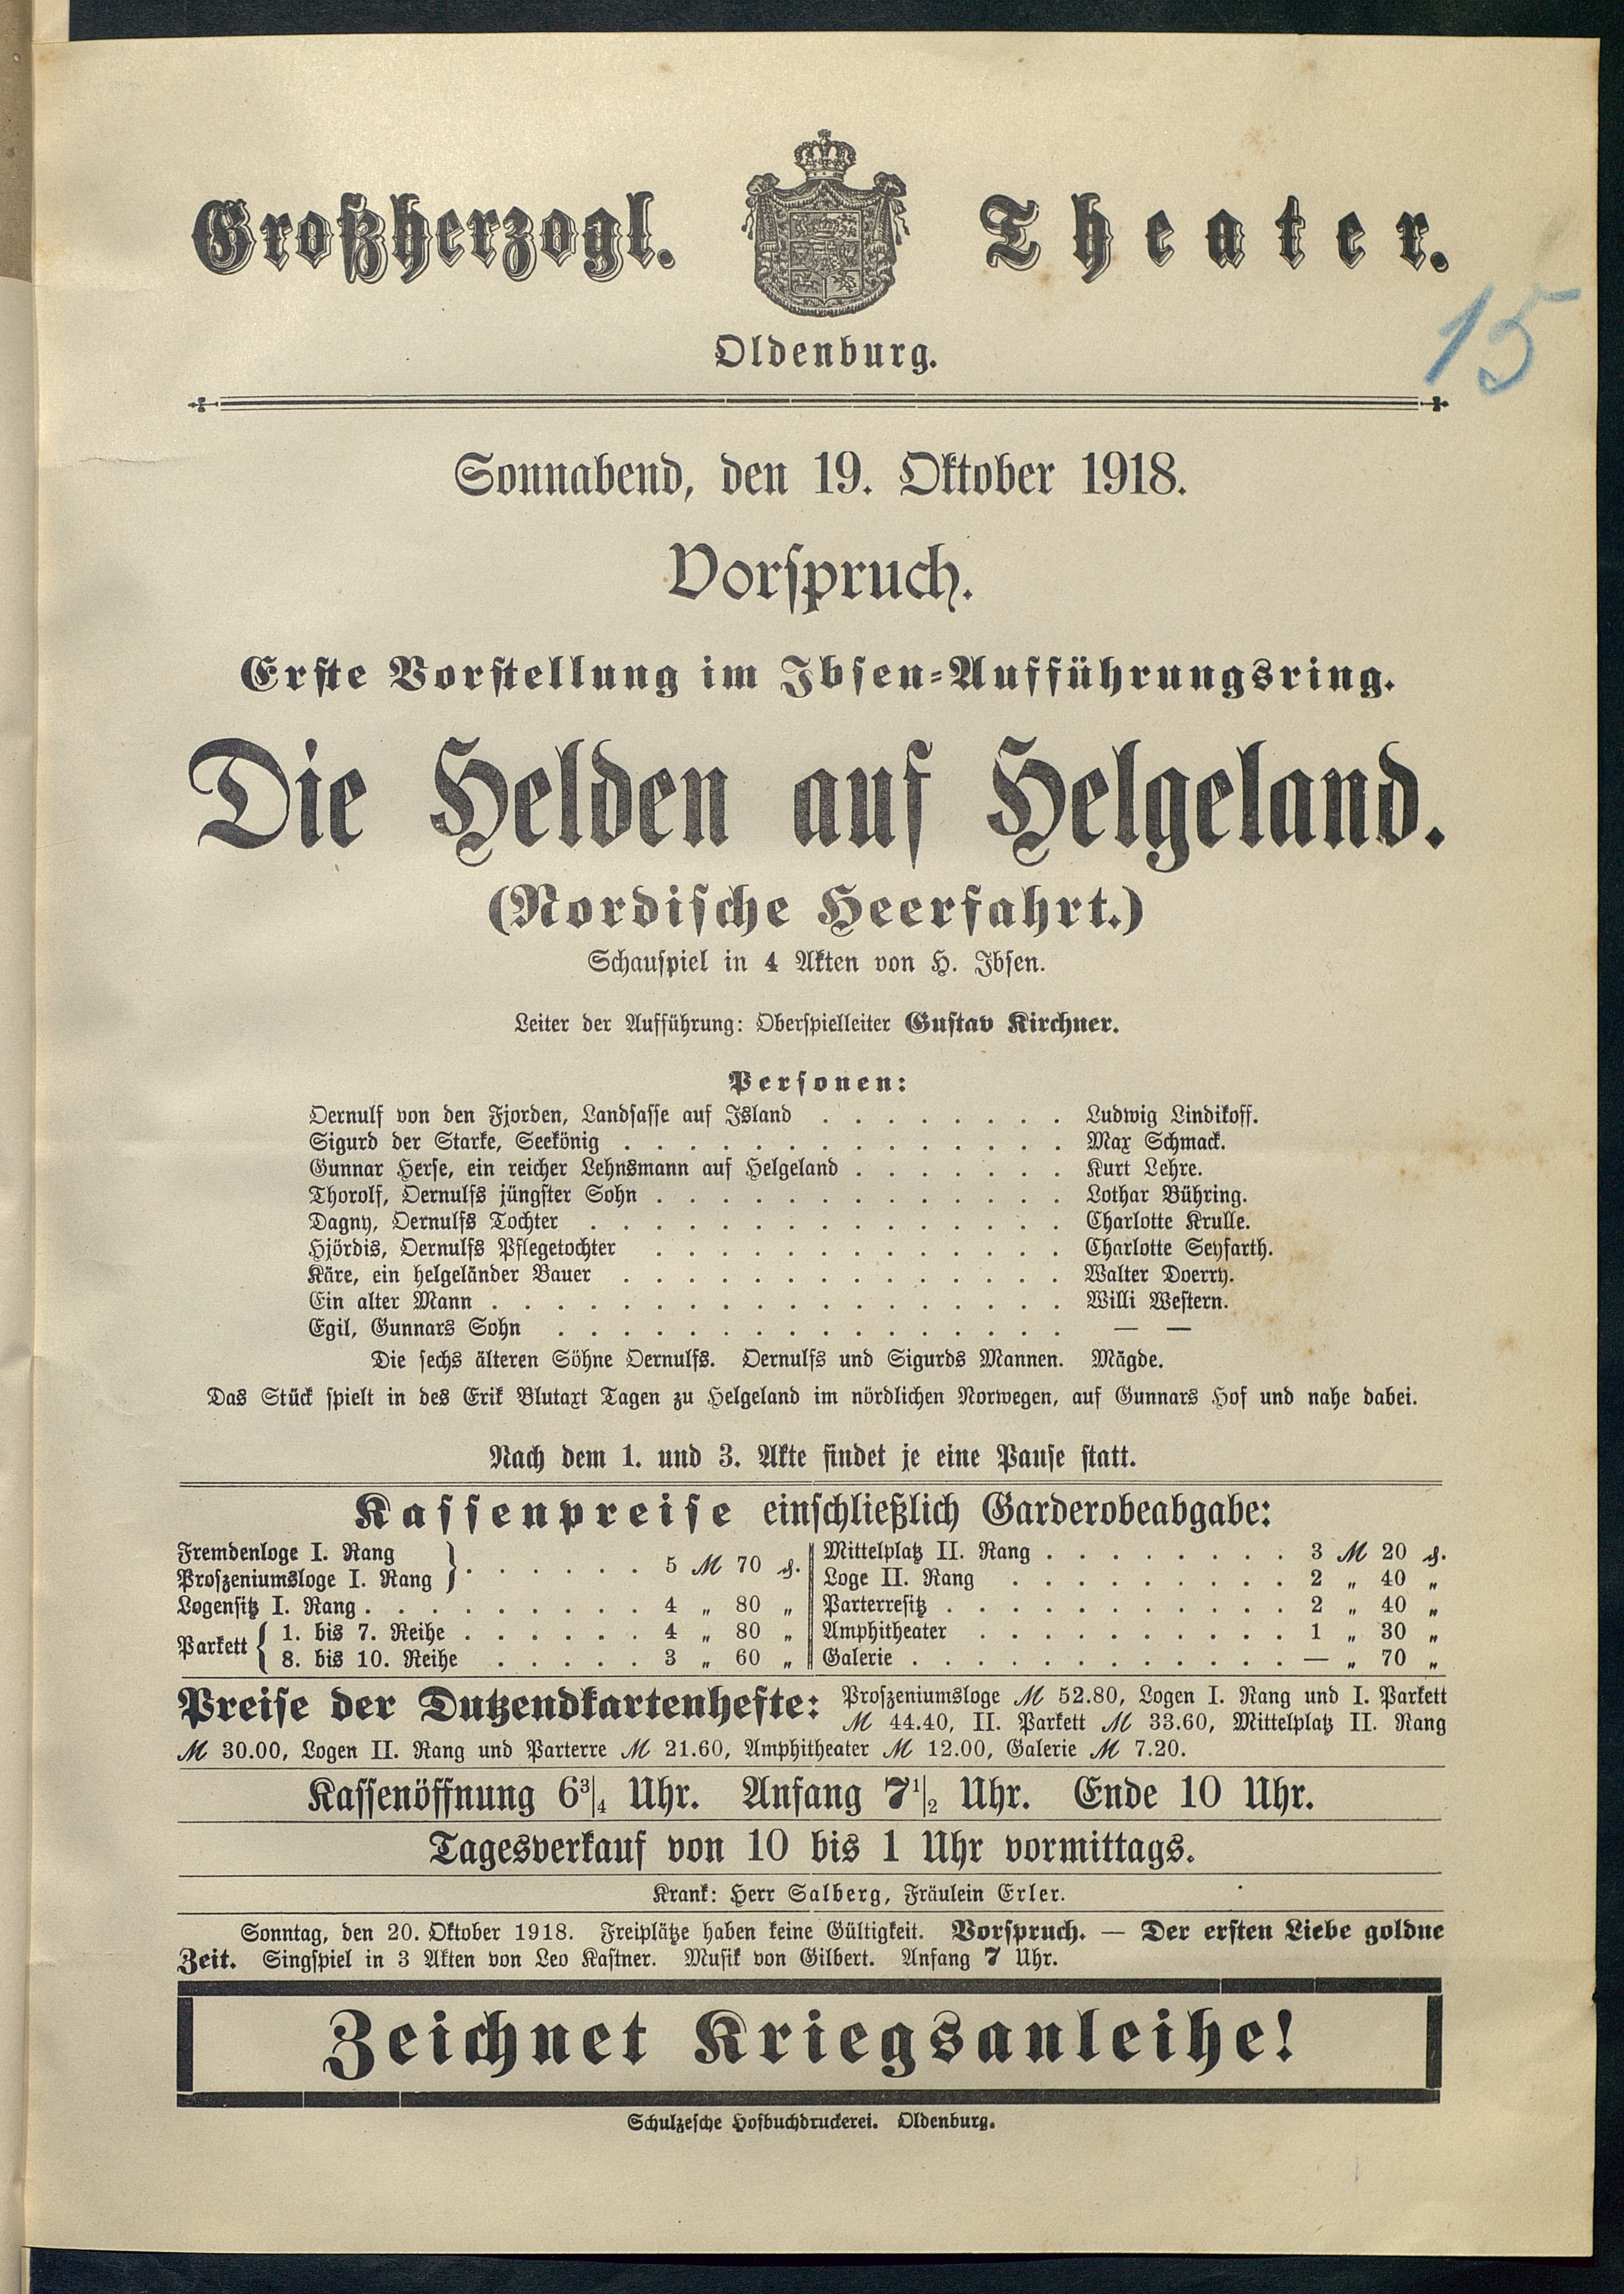 Großherzogl. Theater.
Oldenburg.
15
Sonnabend, den 19. Oktober 1918.
Vorspruch.
Erste Vorstellung im Ibsen-Aufführungsring.
Die Helden auf Helgeland.
(Nordische Heerfahrt.)
Schauspiel in 4 Akten von H. Ibsen.
Leiter der Aufführung: Oberspielleiter Gustav Kirchner.
Personen:
Oernulf von den Fjorden, Landsasse auf Island . . . . . . . . Ludwig Lindikoff.
Sigurd der Starke, Seekönig . . . . . . . . . . . . . . Max Schmack.
Gunnar Herse, ein reicher Lehnsmann auf Helgeland . . . . . . . Kurt Lehre.
Thorolf, Oernulfs jüngster Sohn . . . . . . . . . . . . . Lothar Bühring.
Dagny, Oernulfs Tochter . . . . . . . . . . . . . . . Charlotte Krulle.
Hjördis, Oernulfs Pflegetochter . . . . . . . . . . . . . Charlotte Seyfarth.
Käre, ein helgeländer Bauer . . . . . . . . . . . . . . Walter Doerry.
Ein alter Mann . . . . . . . . . . . . . . . . . . Willi Western.
Egil, Gunnars Sohn . . . . . . . . . . . . . . . . — —
Die sechs älteren Söhne Oernulfs. Oernulfs und Sigurds Mannen. Mägde.
Das Stück spielt in des Erik Blutaxt Tagen zu Helgeland im nördlichen Norwegen, auf Gunnars Hof und nahe dabei.
Nach dem 1. und 3. Akte findet je eine Pause statt.
Kassenpreise einschließlich Garderobeabgabe:
Fremdenloge I. Rang
Proszeniumsloge I. Rang } . . . . . . 5 ℳ 70 ₰.
Logensitz I. Rang . . . . . . . . . 4 „ 80 „
Parkett { 1. bis 7. Reihe . . . . . . 4 „ 80 „
8. bis 10. Reihe . . . . . 3 „ 60 „
Mittelplatz II. Rang . . . . . . . . 3 ℳ 20 ₰.
Loge II. Rang . . . . . . . . . 2 „ 40 „
Parterresitz . . . . . . . . . . . 2 „ 40 „
Amphitheater . . . . . . . . . . 1 „ 30 „
Galerie . . . . . . . . . . . . — „ 70 „
Preise der Dutzendkartenhefte: Proszeniumsloge ℳ 52.80, Logen I. Rang und I. Parkett
ℳ 44.40, II. Parkett ℳ 33.60, Mittelplatz II. Rang
ℳ 30.00, Logen II. Rang und Parterre ℳ 21.60, Amphitheater ℳ 12.00, Galerie ℳ 7.20.
Kassenöffnung 6 3/4 Uhr. Anfang 7 1/2 Uhr. Ende 10 Uhr.
Tagesverkauf von 10 bis 1 Uhr vormittags.
Krank: Herr Salberg, Fräulein Erler.
Sonntag, den 20. Oktober 1918. Freiplätze haben keine Gültigkeit. Vorspruch. — Der ersten Liebe goldne
Zeit. Singspiel in 3 Akten von Leo Kastner. Musik von Gilbert. Anfang 7 Uhr.
Zeichnet Kriegsanleihe!
Schulzesche Hofbuchdruckerei. Oldenburg.